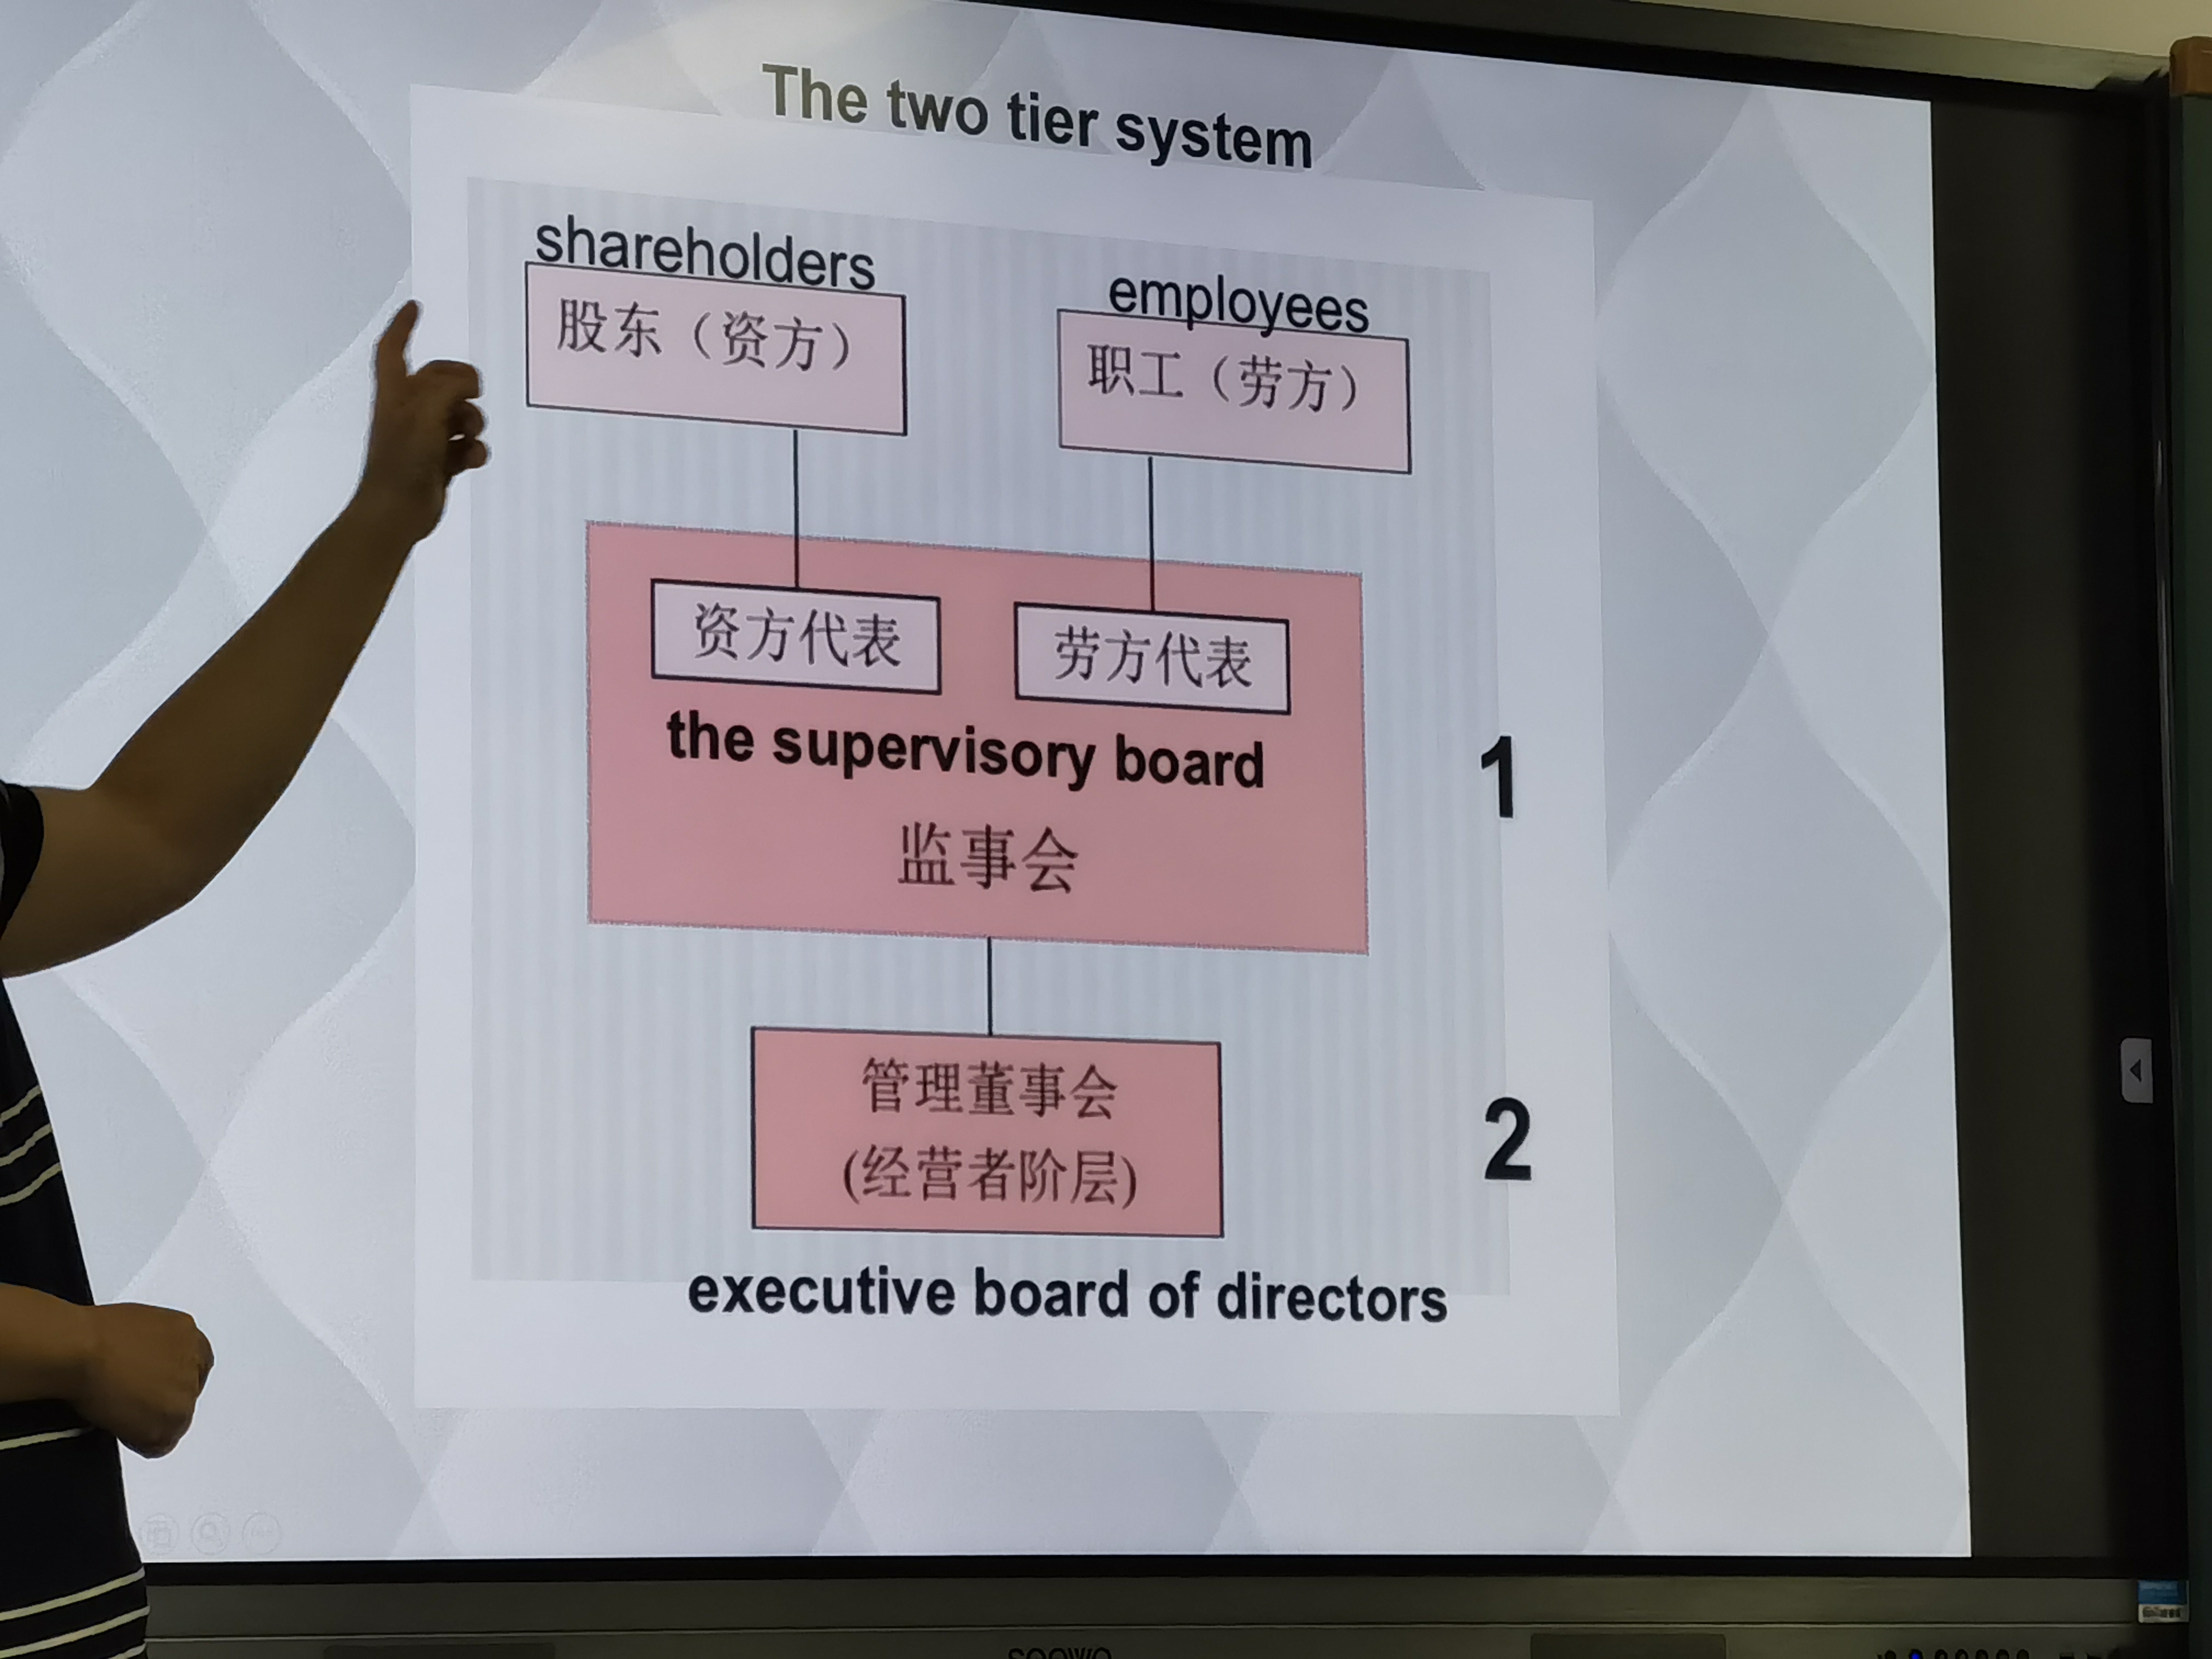 The two tier system
shareholders
股东（资方）
employees
职工（劳方）
资方代表
劳方代表
the supervisory board
监事会
1
管理董事会
(经营者阶层)
2
executive board of directors